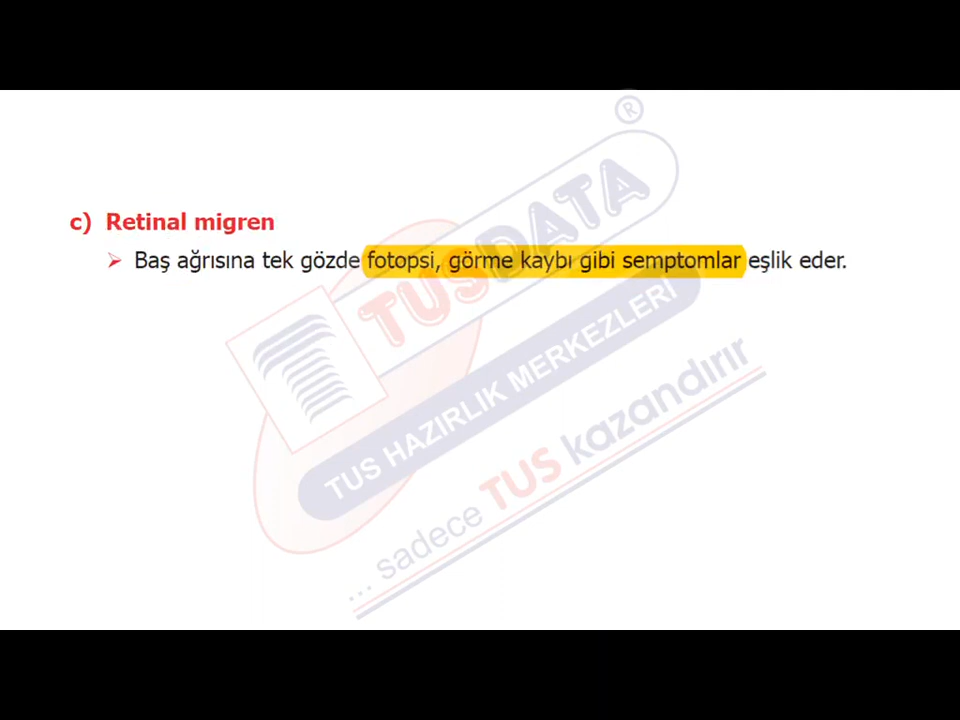 c) Retinal migren
➢ Baş ağrısına tek gözde fotopsi, görme kaybı gibi semptomlar eşlik eder.
®
TUSDATA
TUS HAZIRLIK MERKEZLERİ
... sadece TUS kazandırır